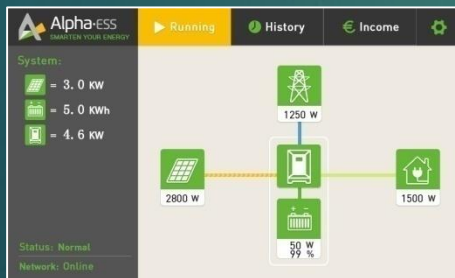 Alpha·ESS
SMARTEN YOUR ENERGY
Running
History
€ Income
System:
= 3.0 KW
= 5.0 KWh
= 4.6 KW
1250 W
2800 W
1500 W
+ -
50 W
99 %
Status: Normal
Network: Online